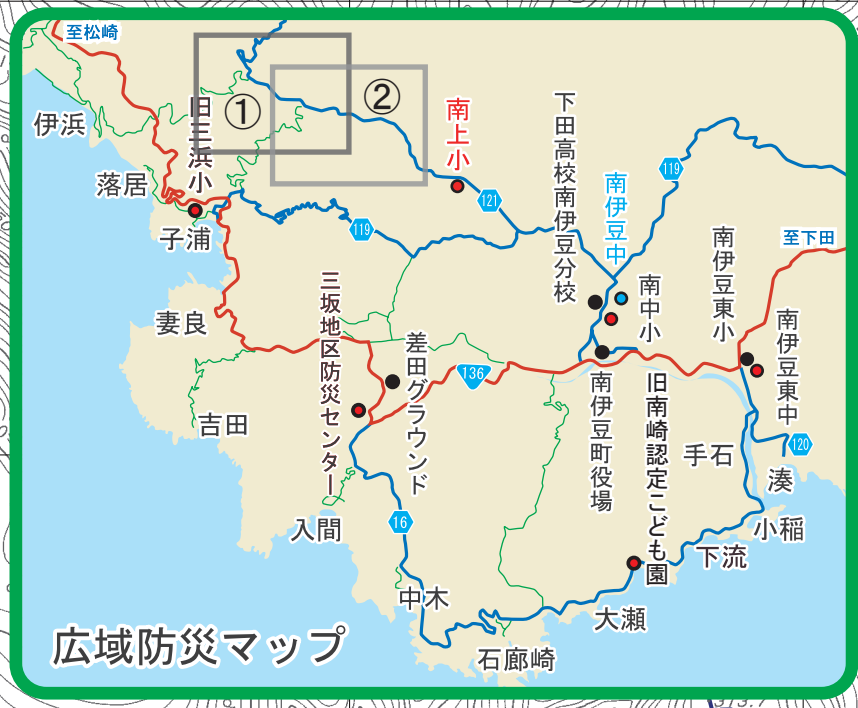 至松崎
伊浜
旧三浜小
①
②
南上小
下田高校南伊豆分校
南伊豆中
119
至下田
落居
子浦
121
119
南伊豆東小
南中小
南伊豆東中
妻良
三坂地区防災センター
差田グラウンド
136
吉田
南伊豆町役場
旧南崎認定こども園
手石
120
湊
入間
16
小稲
下流
中木
大瀬
石廊崎
広域防災マップ
313.7